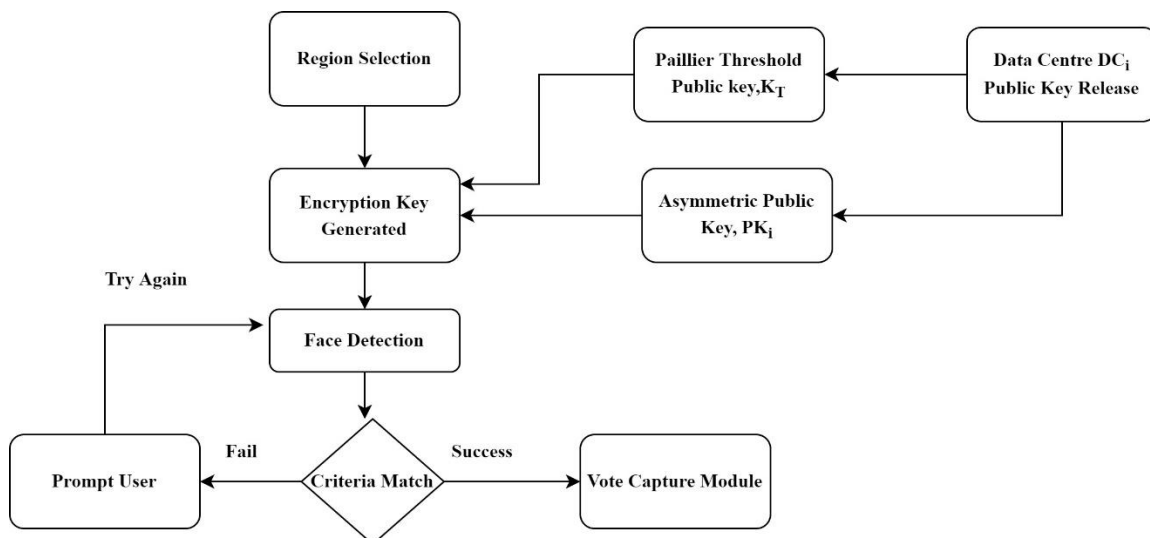 Region Selection
Paillier Threshold
Public key,K_T
Data Centre DC_i
Public Key Release
Encryption Key
Generated
Asymmetric Public
Key, PK_i
Try Again
Face Detection
Prompt User
Fail
Criteria Match
Success
Vote Capture Module